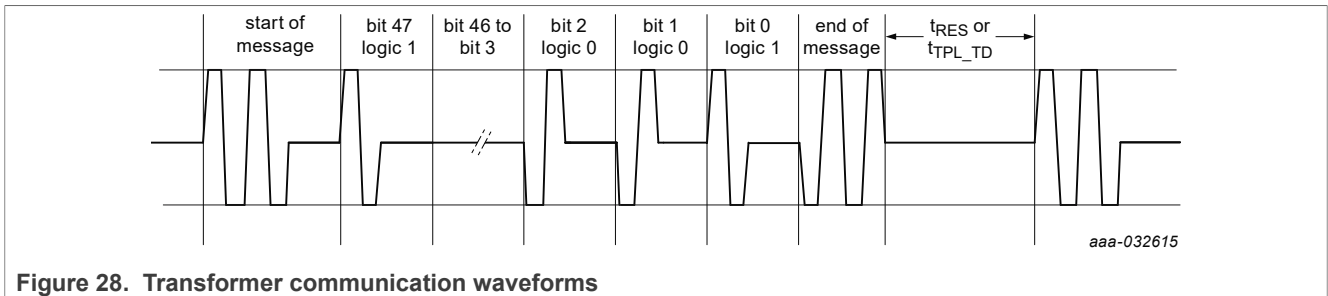 start of
message
bit 47
logic 1
bit 46 to
bit 3
bit 2
logic 0
bit 1
logic 0
bit 0
logic 1
end of
message
tRES or
tTPL_TD
aaa-032615
Figure 28. Transformer communication waveforms